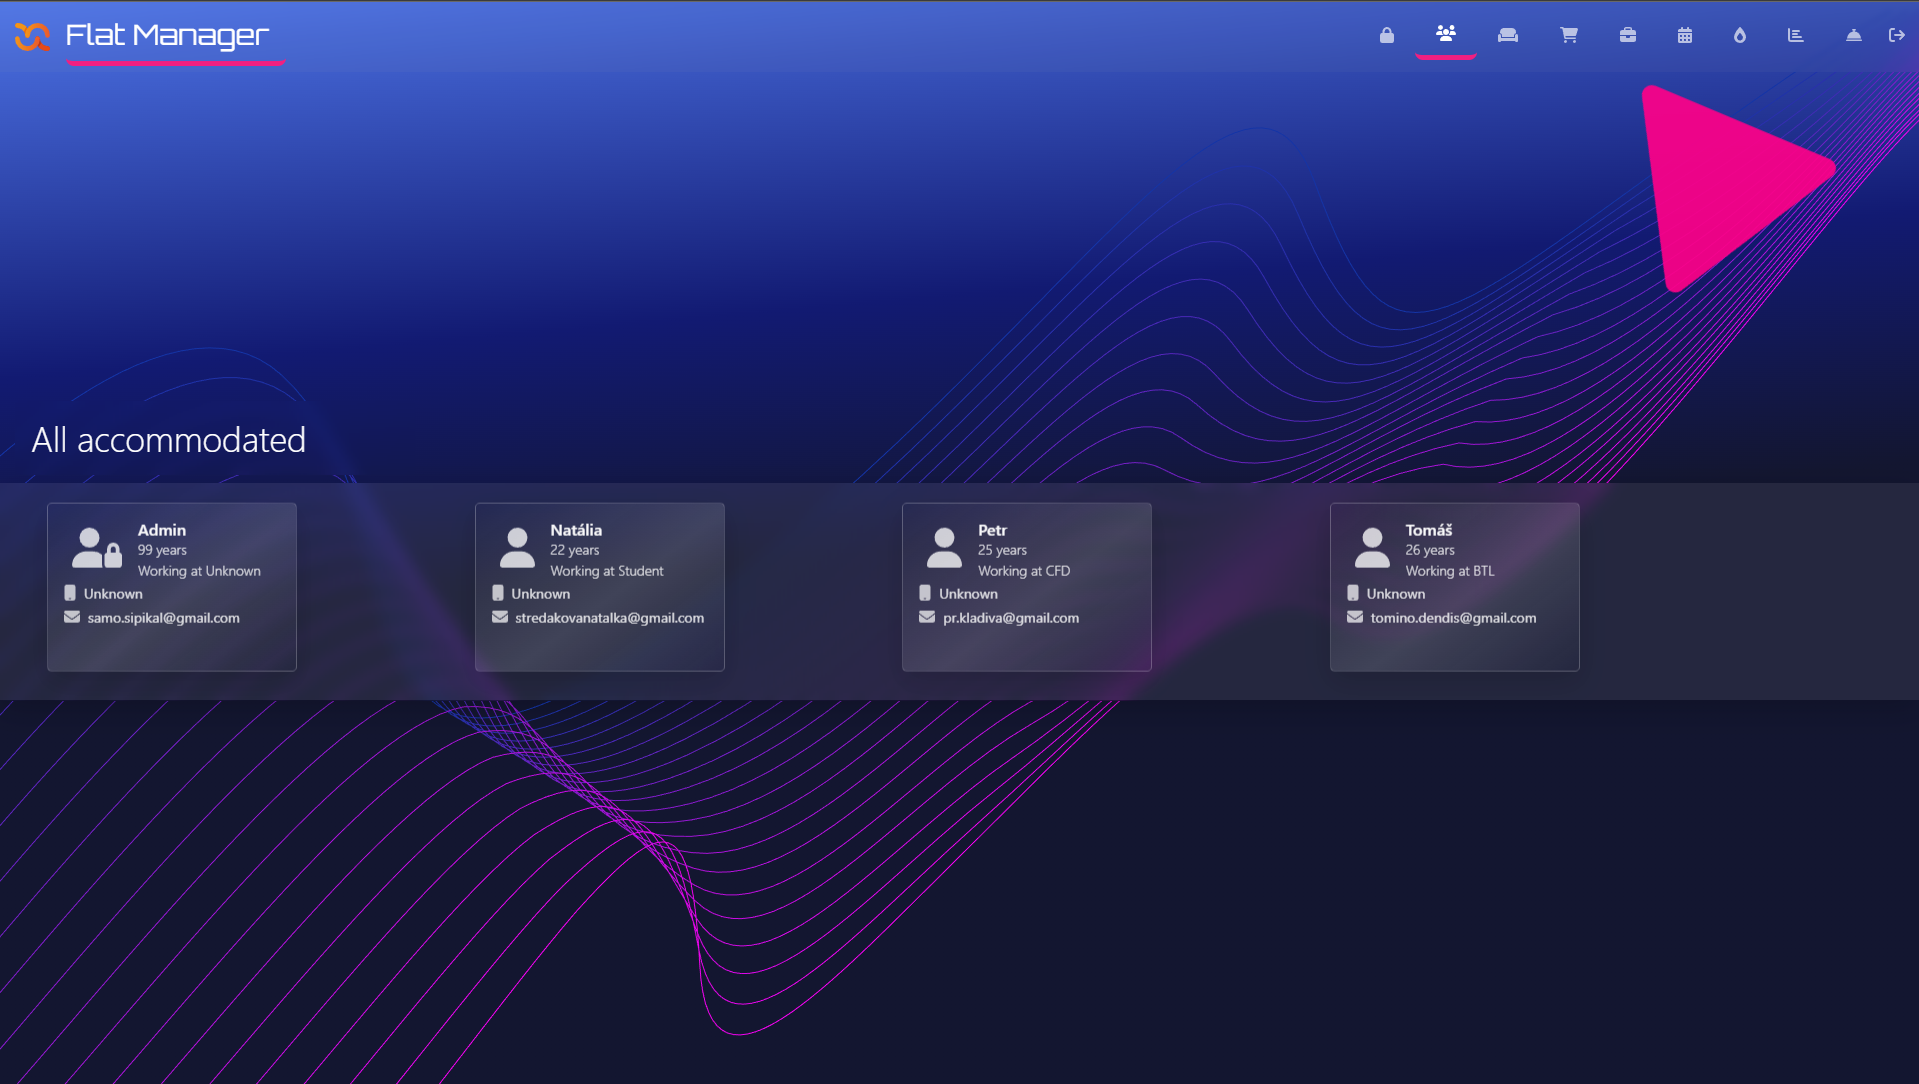 Flat Manager
All accommodated
Admin
99 years
Working at Unknown
Unknown
samo.sipikal@gmail.com
Natália
22 years
Working at Student
Unknown
stredakovanatalka@gmail.com
Petr
25 years
Working at CFD
Unknown
pr.kladiva@gmail.com
Tomáš
26 years
Working at BTL
Unknown
tomino.dendis@gmail.com